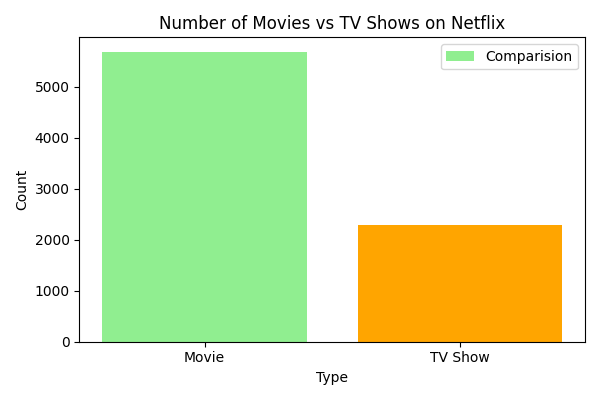 Number of Movies vs TV Shows on Netflix
Comparision
Count
5000
4000
3000
2000
1000
0
Movie
TV Show
Type